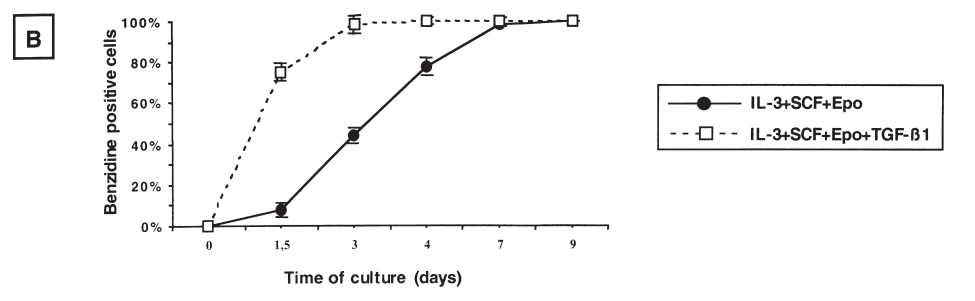 B
Benzidine positive cells
100%
80%
60%
40%
20%
0%
0 1,5 3 4 7 9
Time of culture (days)
IL-3+SCF+Epo
IL-3+SCF+Epo+TGF-ß1